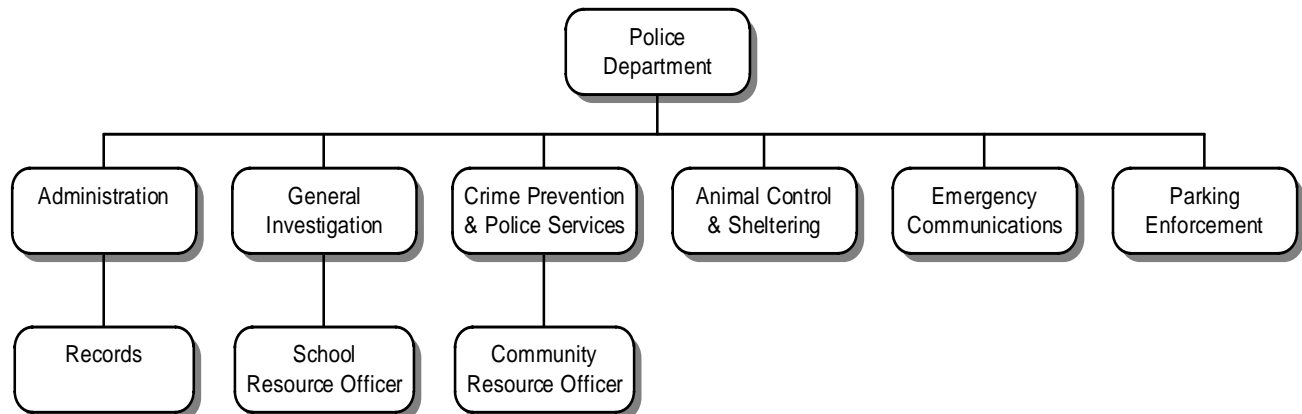 Police
Department
Administration
General
Investigation
Crime Prevention
& Police Services
Animal Control
& Sheltering
Emergency
Communications
Parking
Enforcement
Records
School
Resource Officer
Community
Resource Officer